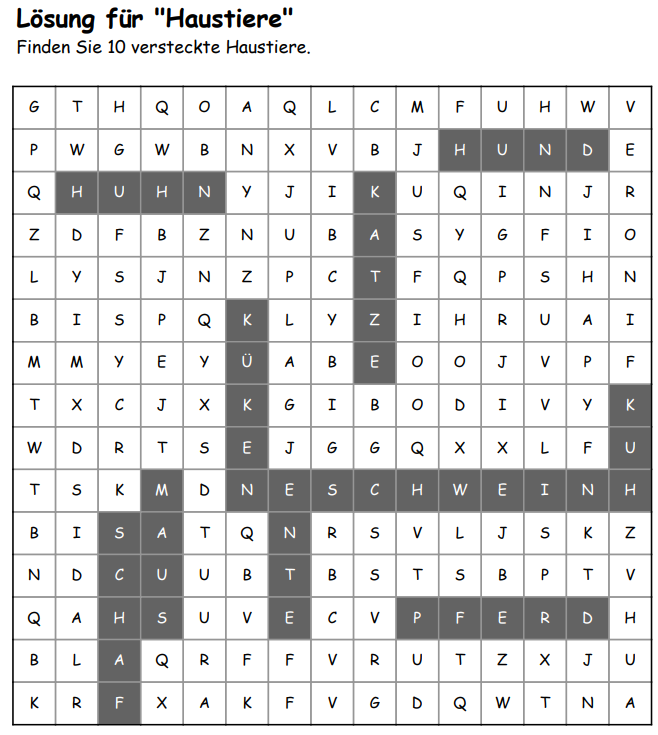 Lösung für "Haustiere"
Finden Sie 10 versteckte Haustiere.
G T H Q O A Q L C M F U H W V
P W G W B N X V B J H U N D E
Q H U H N Y J I K U Q I N J R
Z D F B Z N U B A S Y G F I O
L Y S J N Z P C T F Q P S H N
B I S P Q K L Y Z I H R U A I
M M Y E Y Ü A B E O O J V P F
T X C J X K G I B O D I V Y K
W D R T S E J G G Q X X L F U
T S K M D N E S C H W E I N H
B I S A T Q N R S V L J S K Z
N D C U U B T B S T S B P T V
Q A H S U V E C V P F E R D H
B L A Q R F F V R U T Z X J U
K R F X A K F V G D Q W T N A